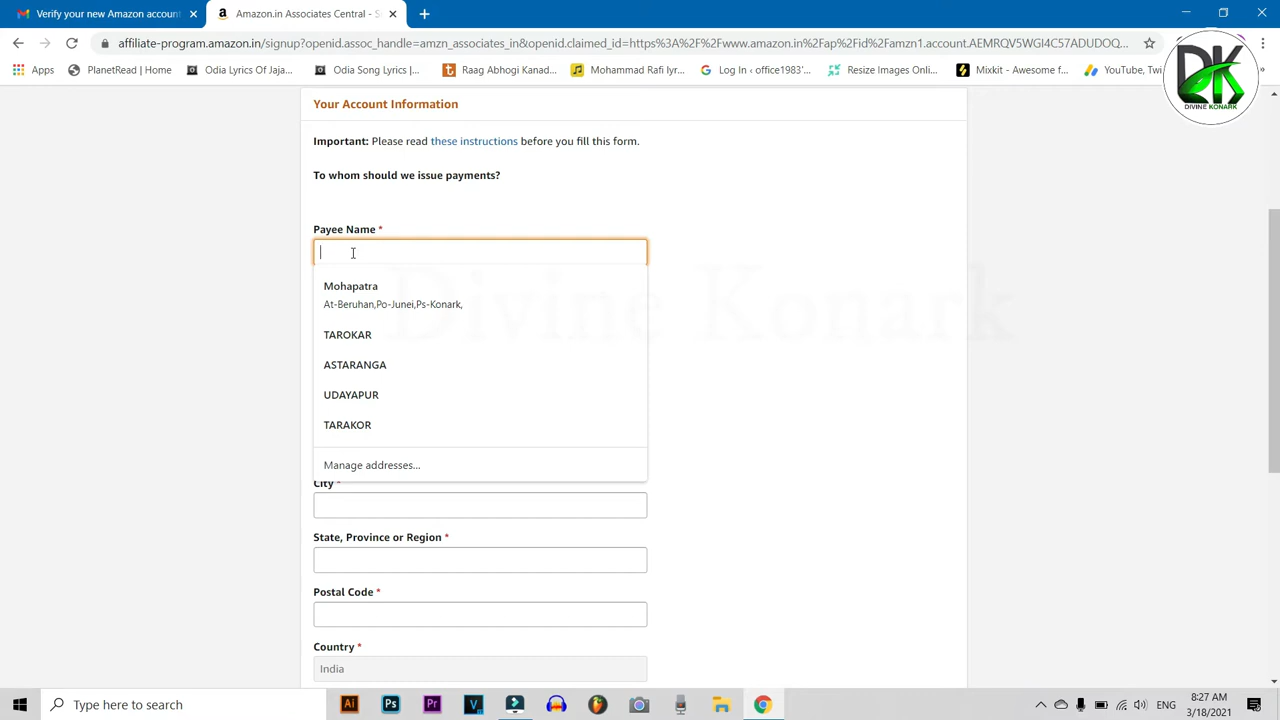 Verify your new Amazon account
Amazon.in Associates Central - S
affiliate-program.amazon.in/signup?openid.assoc_handle=amzn_associates_in&openid.claimed_id=https%3A%2F%2Fwww.amazon.in%2Fap%2Fid%2Famzn1.account.AEMRQV5WGI4C57ADUDOQ...
Apps
PlanetRead | Home
Odia Lyrics Of Jaja...
Odia Song Lyrics |...
Raag Abhogi
Mohammad Rafi lyr...
Log In ‹ office1983'...
Resize Images Onli...
Mixkit - Awesome f...
YouTube, Twi
DK
DIVINE KONARK
Your Account Information
Important: Please read these instructions before you fill this form.
To whom should we issue payments?
Payee Name *
Mohapatra
At-Beruhan,Po-Junei,Ps-Konark,
TAROKAR
ASTARANGA
UDAYAPUR
TARAKOR
Manage addresses...
Divine Konark
City *
State, Province or Region *
Postal Code *
Country *
India
Type here to search
Ai
Ps
Pr
ENG
8:27 AM
3/18/2021